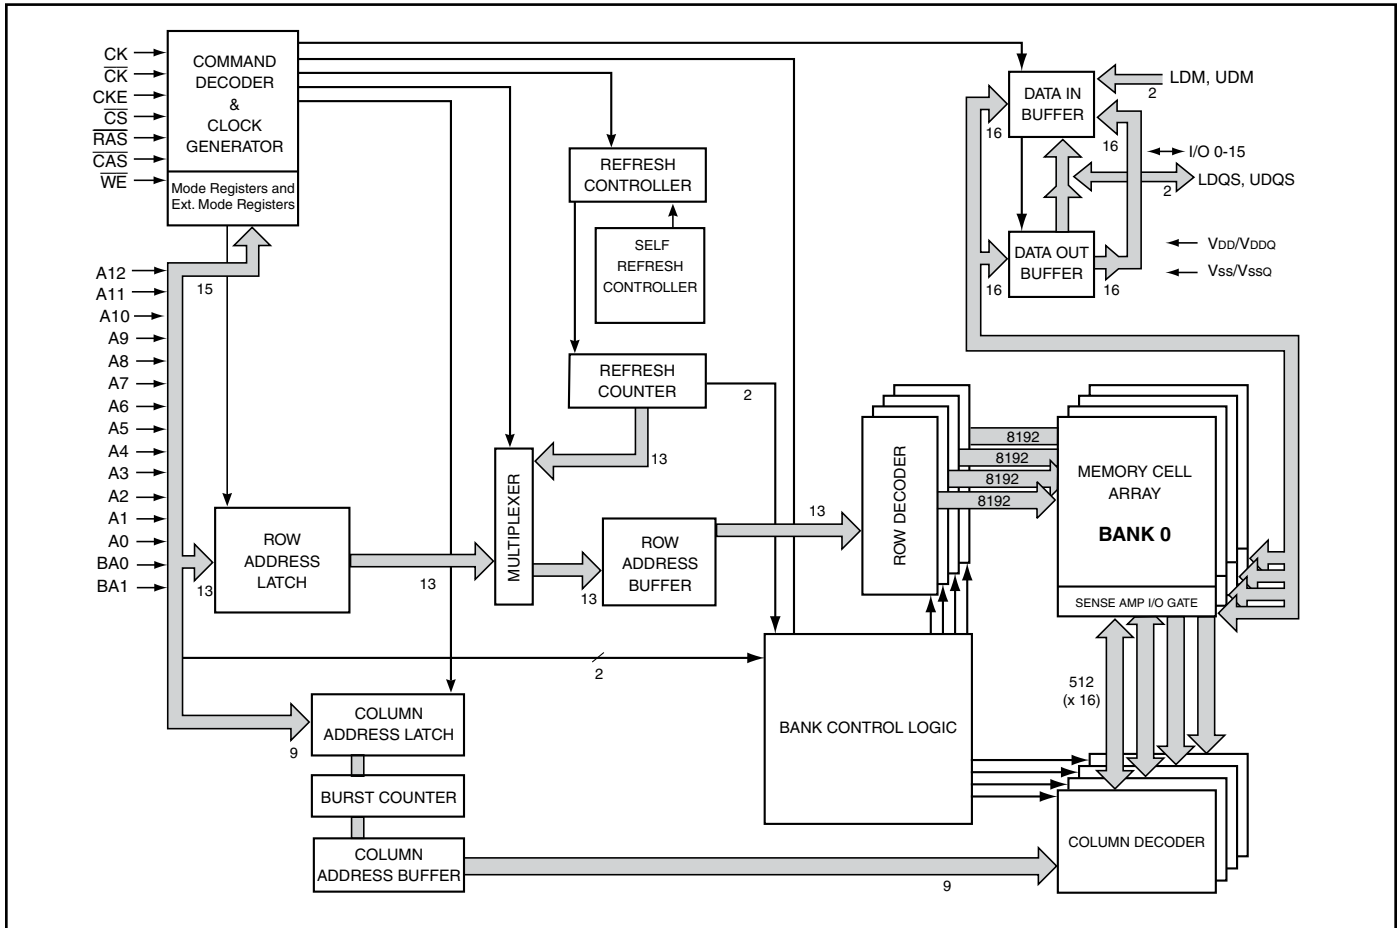 CK
CK
CKE
CS
RAS
CAS
WE
COMMAND
DECODER
&
CLOCK
GENERATOR
Mode Registers and
Ext. Mode Registers
A12
A11
A10
A9
A8
A7
A6
A5
A4
A3
A2
A1
A0
BA0
BA1
15
REFRESH
CONTROLLER
SELF
REFRESH
CONTROLLER
REFRESH
COUNTER
2
13
MULTIPLEXER
13
ROW
ADDRESS
LATCH
13
13
ROW
ADDRESS
BUFFER
13
ROW DECODER
8192
8192
8192
8192
MEMORY CELL
ARRAY
BANK 0
SENSE AMP I/O GATE
DATA IN
BUFFER
LDM, UDM
2
16
16
I/O 0-15
LDQS, UDQS
2
DATA OUT
BUFFER
16
16
VDD/VDDQ
VSS/VSSQ
2
BANK CONTROL LOGIC
512
(x 16)
COLUMN
ADDRESS LATCH
9
BURST COUNTER
COLUMN
ADDRESS BUFFER
9
COLUMN DECODER